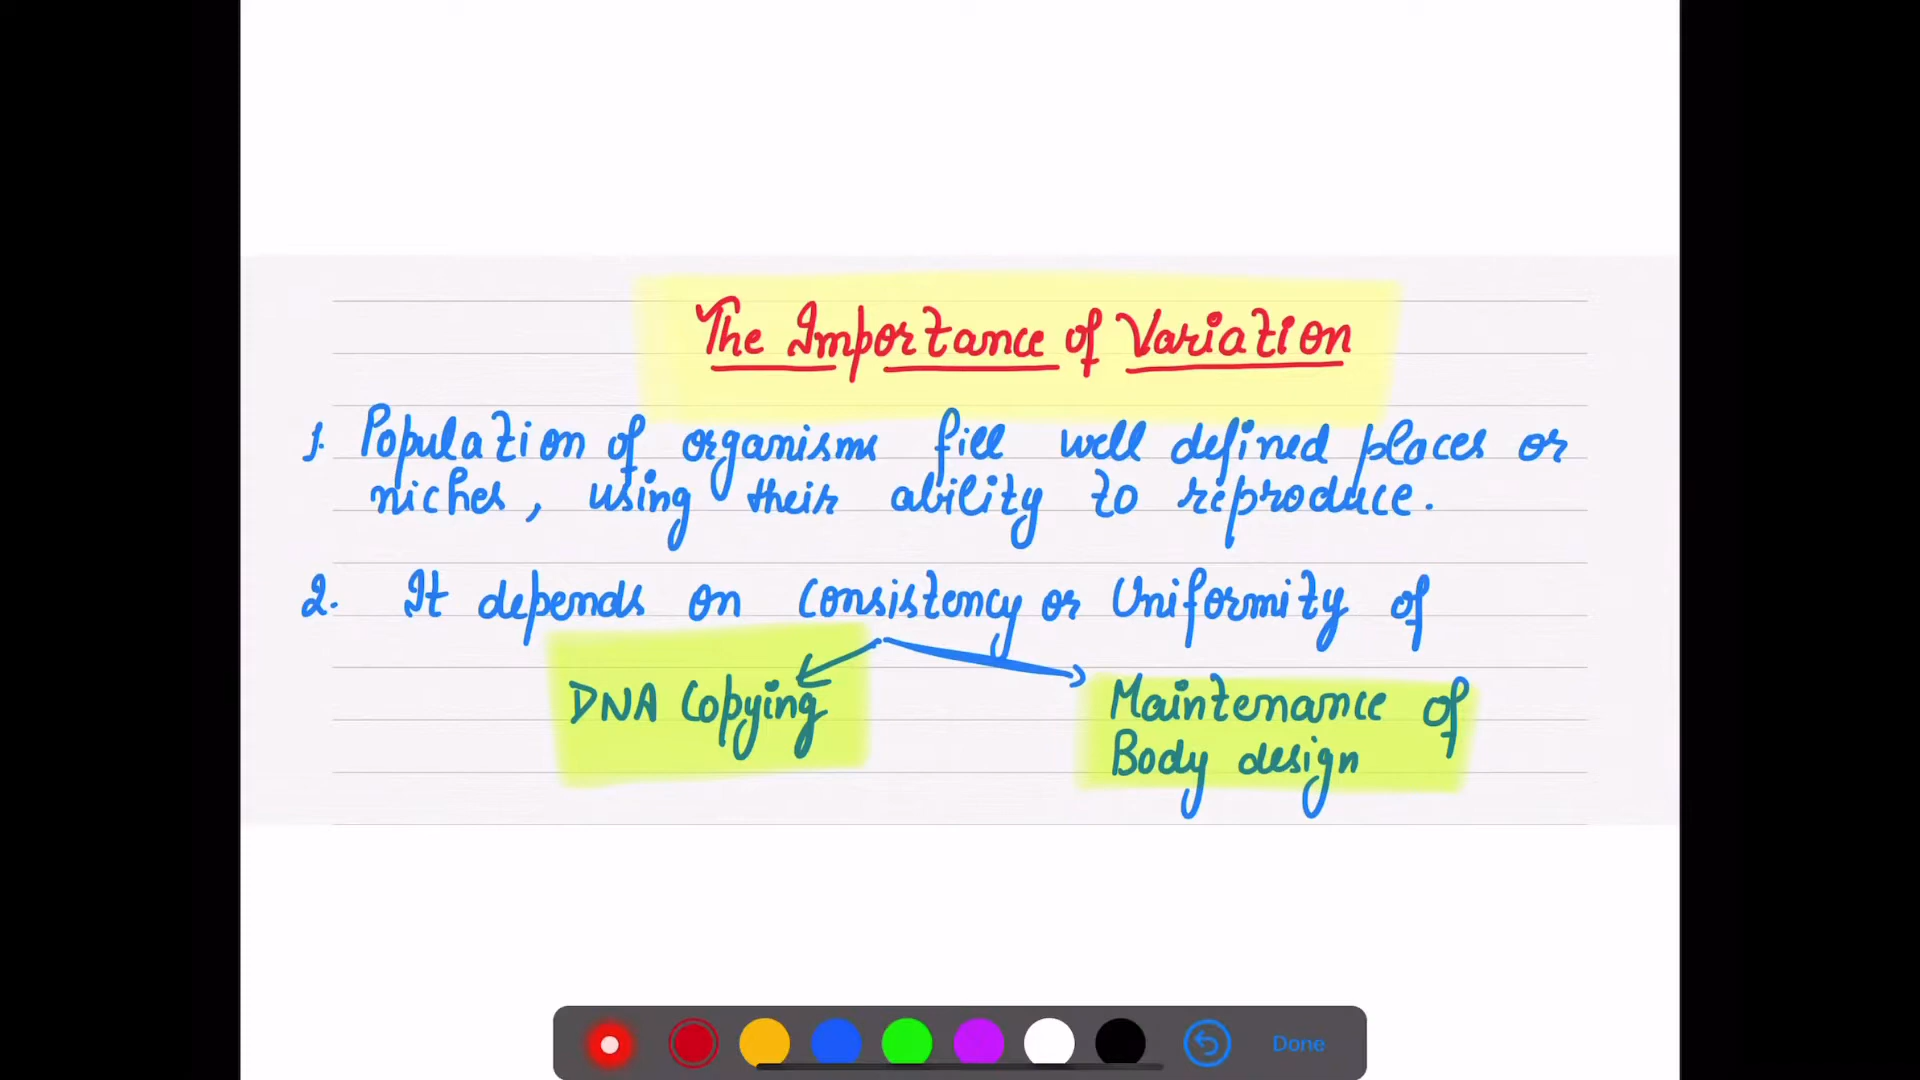 The Importance of Variation
1. Population of organisms fill well defined places or
niches, using their ability to reproduce.
2. It depends on Consistency or Uniformity of
DNA Copying
Maintenance of
Body design
Done